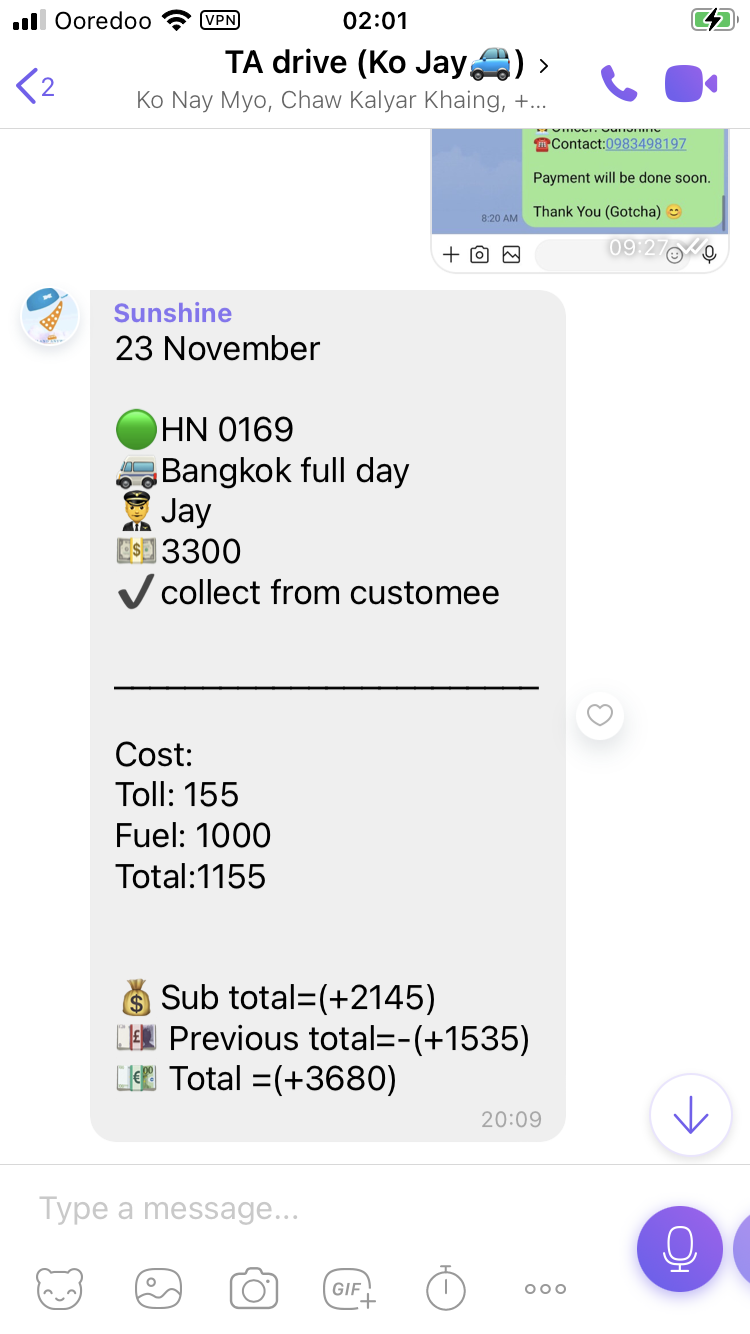 Ooredoo VPN 02:01
TA drive (Ko Jay🚙) >
2
Ko Nay Myo, Chaw Kalyar Khaing, +...
Officer: Sunshine
☎️Contact:0983498197
Payment will be done soon.
8:20 AM
Thank You (Gotcha) 😊
09:27
Sunshine
23 November
🟢HN 0169
🚐Bangkok full day
👨‍✈️Jay
💵3300
✔️collect from customee
Cost:
Toll: 155
Fuel: 1000
Total:1155
💰Sub total=(+2145)
💷 Previous total=-(+1535)
💶 Total =(+3680)
20:09
Type a message...
GIF